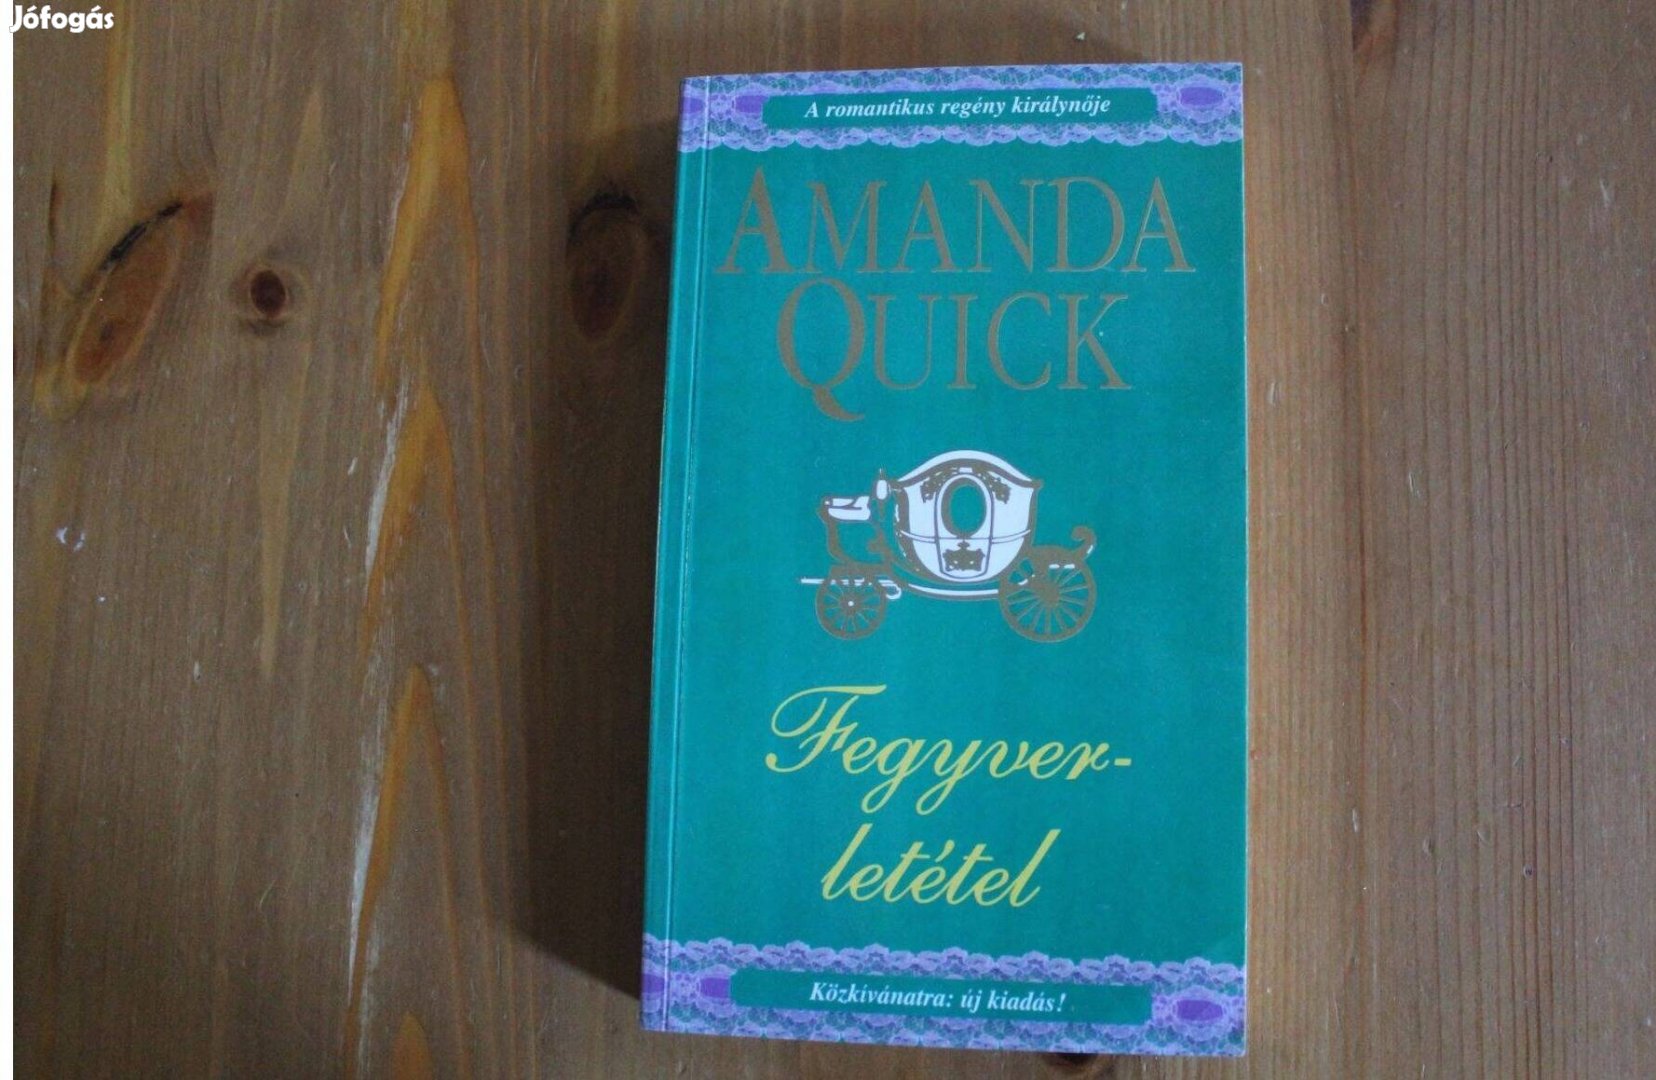 Jófogás
A romantikus regény királynője
AMANDA
QUICK
Fegyver-
letétel
Közkívánatra: új kiadás!